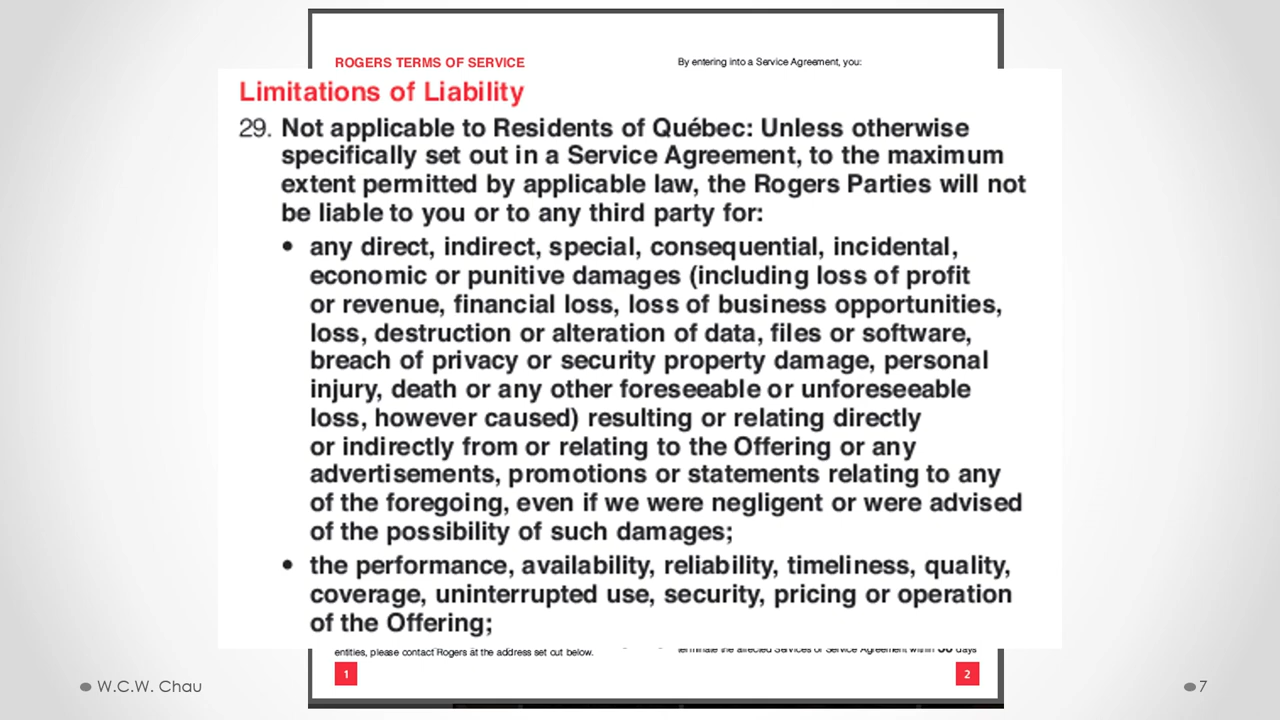 ROGERS TERMS OF SERVICE
By entering into a Service Agreement, you:
Limitations of Liability
29. Not applicable to Residents of Québec: Unless otherwise
specifically set out in a Service Agreement, to the maximum
extent permitted by applicable law, the Rogers Parties will not
be liable to you or to any third party for:
• any direct, indirect, special, consequential, incidental,
economic or punitive damages (including loss of profit
or revenue, financial loss, loss of business opportunities,
loss, destruction or alteration of data, files or software,
breach of privacy or security property damage, personal
injury, death or any other foreseeable or unforeseeable
loss, however caused) resulting or relating directly
or indirectly from or relating to the Offering or any
advertisements, promotions or statements relating to any
of the foregoing, even if we were negligent or were advised
of the possibility of such damages;
• the performance, availability, reliability, timeliness, quality,
coverage, uninterrupted use, security, pricing or operation
of the Offering;
entities, please contact Rogers at the address set out below.
terminate the affected Services or Service Agreement within 30 days
1
2
W.C.W. Chau
7